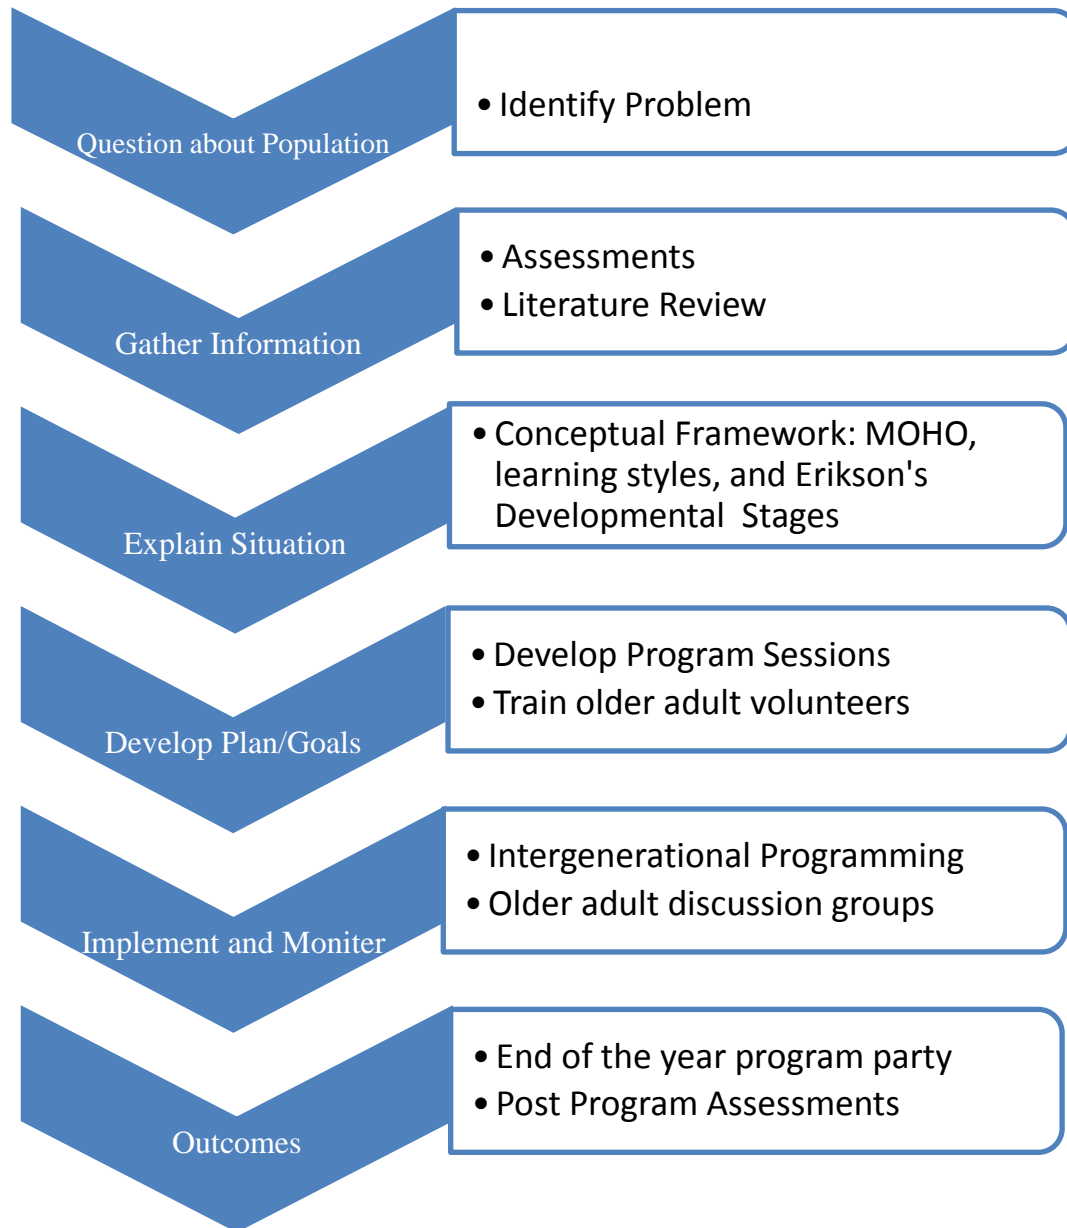 Question about Population
• Identify Problem
Gather Information
• Assessments
• Literature Review
Explain Situation
• Conceptual Framework: MOHO,
learning styles, and Erikson's
Developmental  Stages
Develop Plan/Goals
• Develop Program Sessions
• Train older adult volunteers
Implement and Moniter
• Intergenerational Programming
• Older adult discussion groups
Outcomes
• End of the year program party
• Post Program Assessments